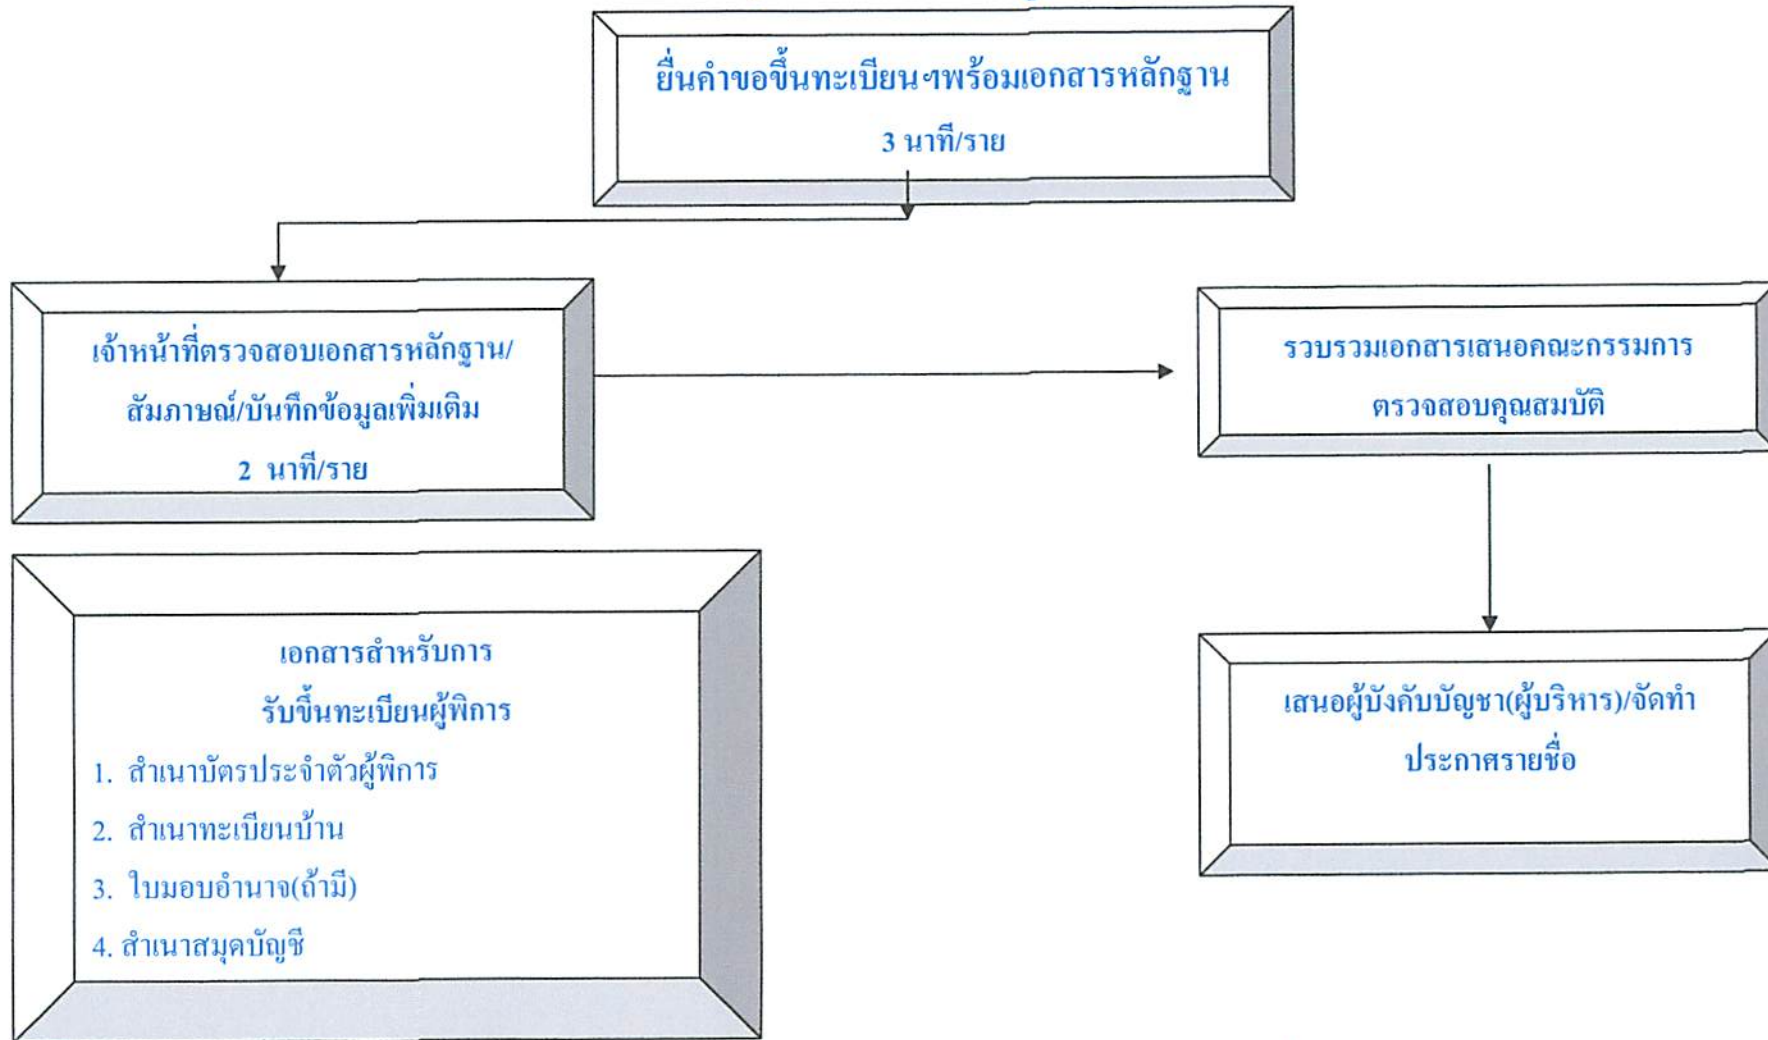 ยื่นคำขอขึ้นทะเบียนฯพร้อมเอกสารหลักฐาน
3 นาที/ราย
เจ้าหน้าที่ตรวจสอบเอกสารหลักฐาน/
สัมภาษณ์/บันทึกข้อมูลเพิ่มเติม
2 นาที/ราย
รวบรวมเอกสารเสนอคณะกรรมการ
ตรวจสอบคุณสมบัติ
เอกสารสำหรับการ
รับขึ้นทะเบียนผู้พิการ
1. สำเนาบัตรประจำตัวผู้พิการ
2. สำเนาทะเบียนบ้าน
3. ใบมอบอำนาจ(ถ้ามี)
4. สำเนาสมุดบัญชี
เสนอผู้บังคับบัญชา(ผู้บริหาร)/จัดทำ
ประกาศรายชื่อ